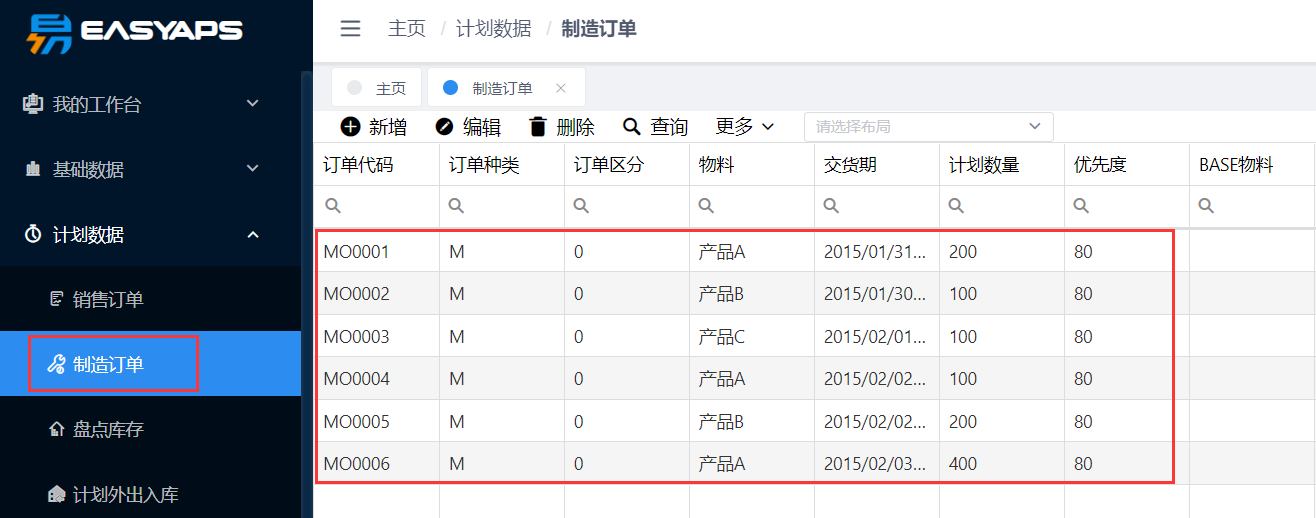 EASYAPS
主页 / 计划数据 / 制造订单
主页 制造订单
新增 编辑 删除 查询 更多 请选择布局
我的工作台
基础数据
计划数据
销售订单
制造订单
盘点库存
计划外出入库
订单代码 订单种类 订单区分 物料 交货期 计划数量 优先度 BASE物料
MO0001 M 0 产品A 2015/01/31... 200 80
MO0002 M 0 产品B 2015/01/30... 100 80
MO0003 M 0 产品C 2015/02/01... 100 80
MO0004 M 0 产品A 2015/02/02... 100 80
MO0005 M 0 产品B 2015/02/02... 200 80
MO0006 M 0 产品A 2015/02/03... 400 80